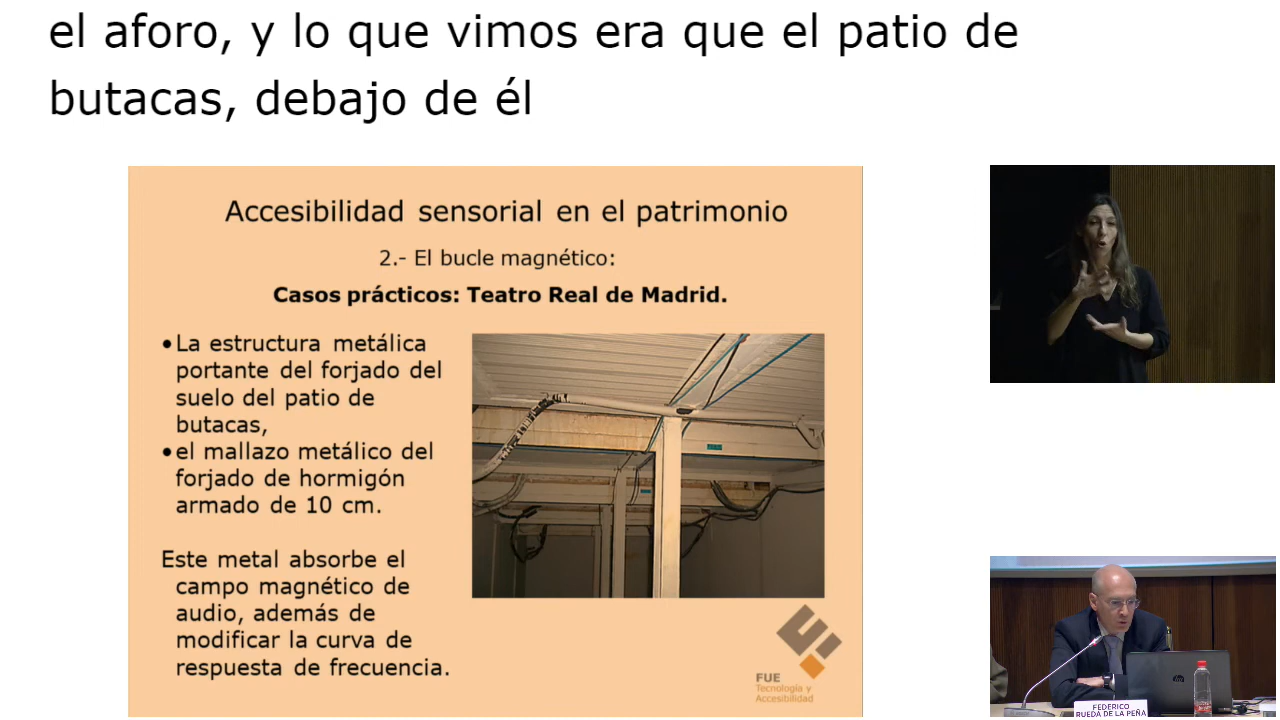 el aforo, y lo que vimos era que el patio de
butacas, debajo de él
Accesibilidad sensorial en el patrimonio
2.- El bucle magnético:
Casos prácticos: Teatro Real de Madrid.
•La estructura metálica
portante del forjado del
suelo del patio de
butacas,
•el mallazo metálico del
forjado de hormigón
armado de 10 cm.
Este metal absorbe el
campo magnético de
audio, además de
modificar la curva de
respuesta de frecuencia.
FUE
Tecnología y
Accesibilidad
FEDERICO
RUEDA DE LA PEÑA